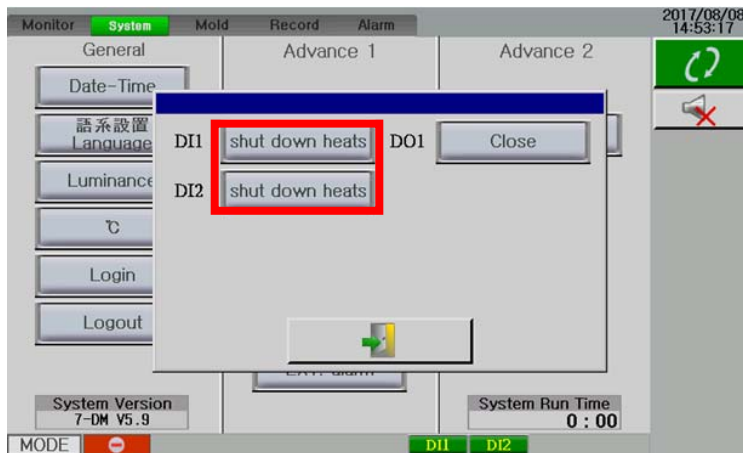 Monitor System Mold Record Alarm
2017/08/08
14:53:17
General
Advance 1
Advance 2
Date-Time
語系設置
Language
Luminance
℃
Login
Logout
DI1 shut down heats DO1 Close
DI2 shut down heats
System Version
7-DM V5.9
System Run Time
0 : 00
MODE DI1 DI2